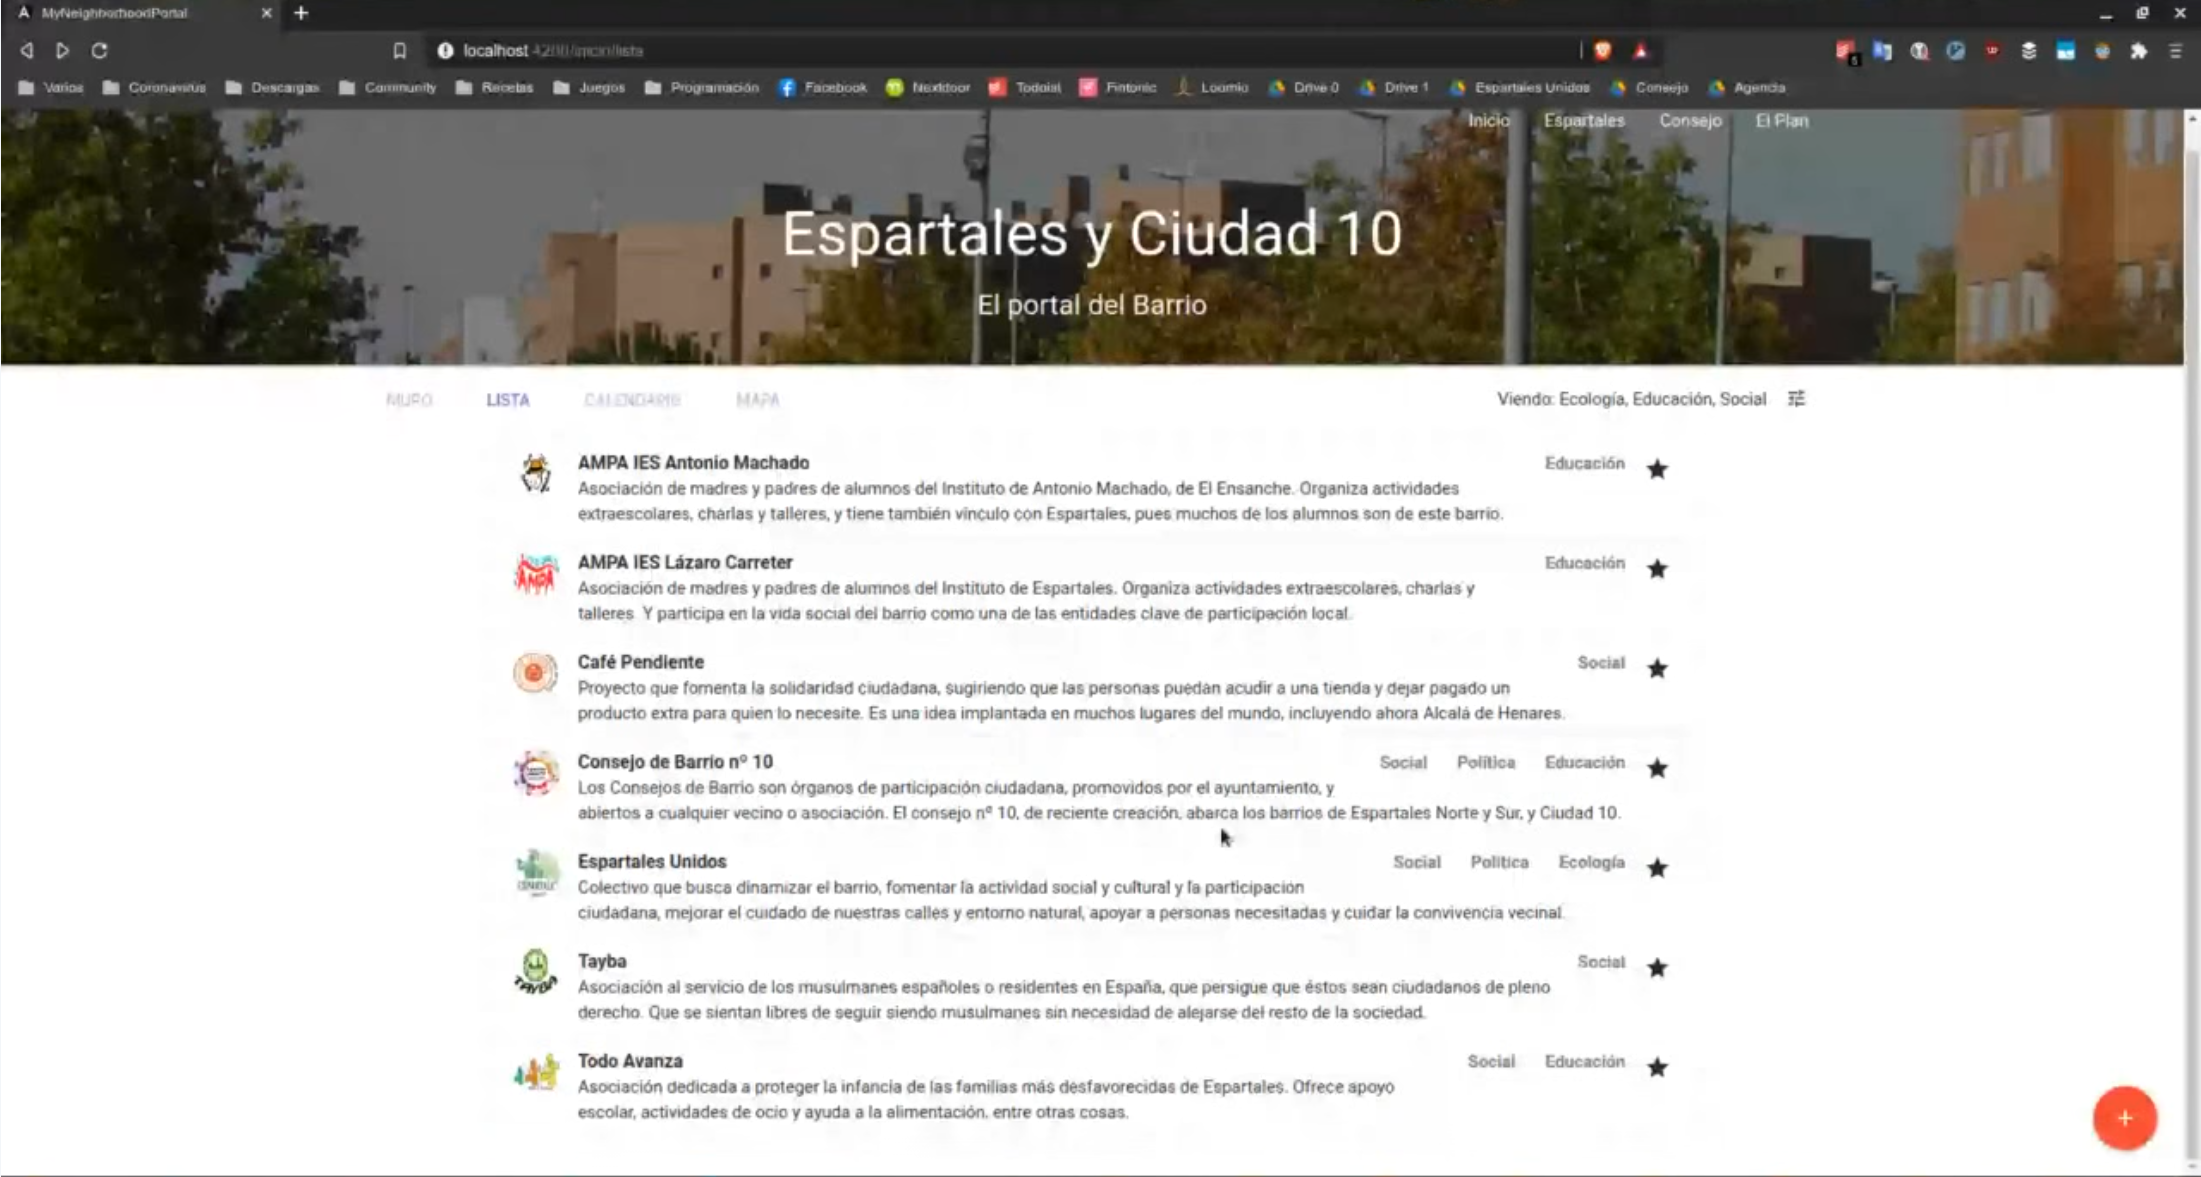 MyNeighborhoodPortal
localhost:4200/inicio/lista
Varios Coronavirus Descargas Community Recetas Juegos Programación Facebook Nextdoor Todoist Fintonic Loomio Drive 0 Drive 1 Espartales Unidos Consejo Agencia
Inicio Espartales Consejo El Plan
Espartales y Ciudad 10
El portal del Barrio
MURO LISTA CALENDARIO MAPA Viendo: Ecología, Educación, Social
AMPA IES Antonio Machado Educación
Asociación de madres y padres de alumnos del Instituto de Antonio Machado, de El Ensanche. Organiza actividades
extraescolares, charlas y talleres, y tiene también vínculo con Espartales, pues muchos de los alumnos son de este barrio.
AMPA IES Lázaro Carreter Educación
AMPA
Asociación de madres y padres de alumnos del Instituto de Espartales. Organiza actividades extraescolares, charlas y
talleres. Y participa en la vida social del barrio como una de las entidades clave de participación local.
Café Pendiente Social
Proyecto que fomenta la solidaridad ciudadana, sugiriendo que las personas puedan acudir a una tienda y dejar pagado un
producto extra para quien lo necesite. Es una idea implantada en muchos lugares del mundo, incluyendo ahora Alcalá de Henares.
Consejo de Barrio nº 10 Social Política Educación
Los Consejos de Barrio son órganos de participación ciudadana, promovidos por el ayuntamiento, y
abiertos a cualquier vecino o asociación. El consejo nº 10, de reciente creación, abarca los barrios de Espartales Norte y Sur, y Ciudad 10.
Espartales Unidos Social Política Ecología
Colectivo que busca dinamizar el barrio, fomentar la actividad social y cultural y la participación
ciudadana, mejorar el cuidado de nuestras calles y entorno natural, apoyar a personas necesitadas y cuidar la convivencia vecinal.
Tayba Social
TAYBA
Asociación al servicio de los musulmanes españoles o residentes en España, que persigue que éstos sean ciudadanos de pleno
derecho. Que se sientan libres de seguir siendo musulmanes sin necesidad de alejarse del resto de la sociedad.
Todo Avanza Social Educación
Asociación dedicada a proteger la infancia de las familias más desfavorecidas de Espartales. Ofrece apoyo
escolar, actividades de ocio y ayuda a la alimentación, entre otras cosas.